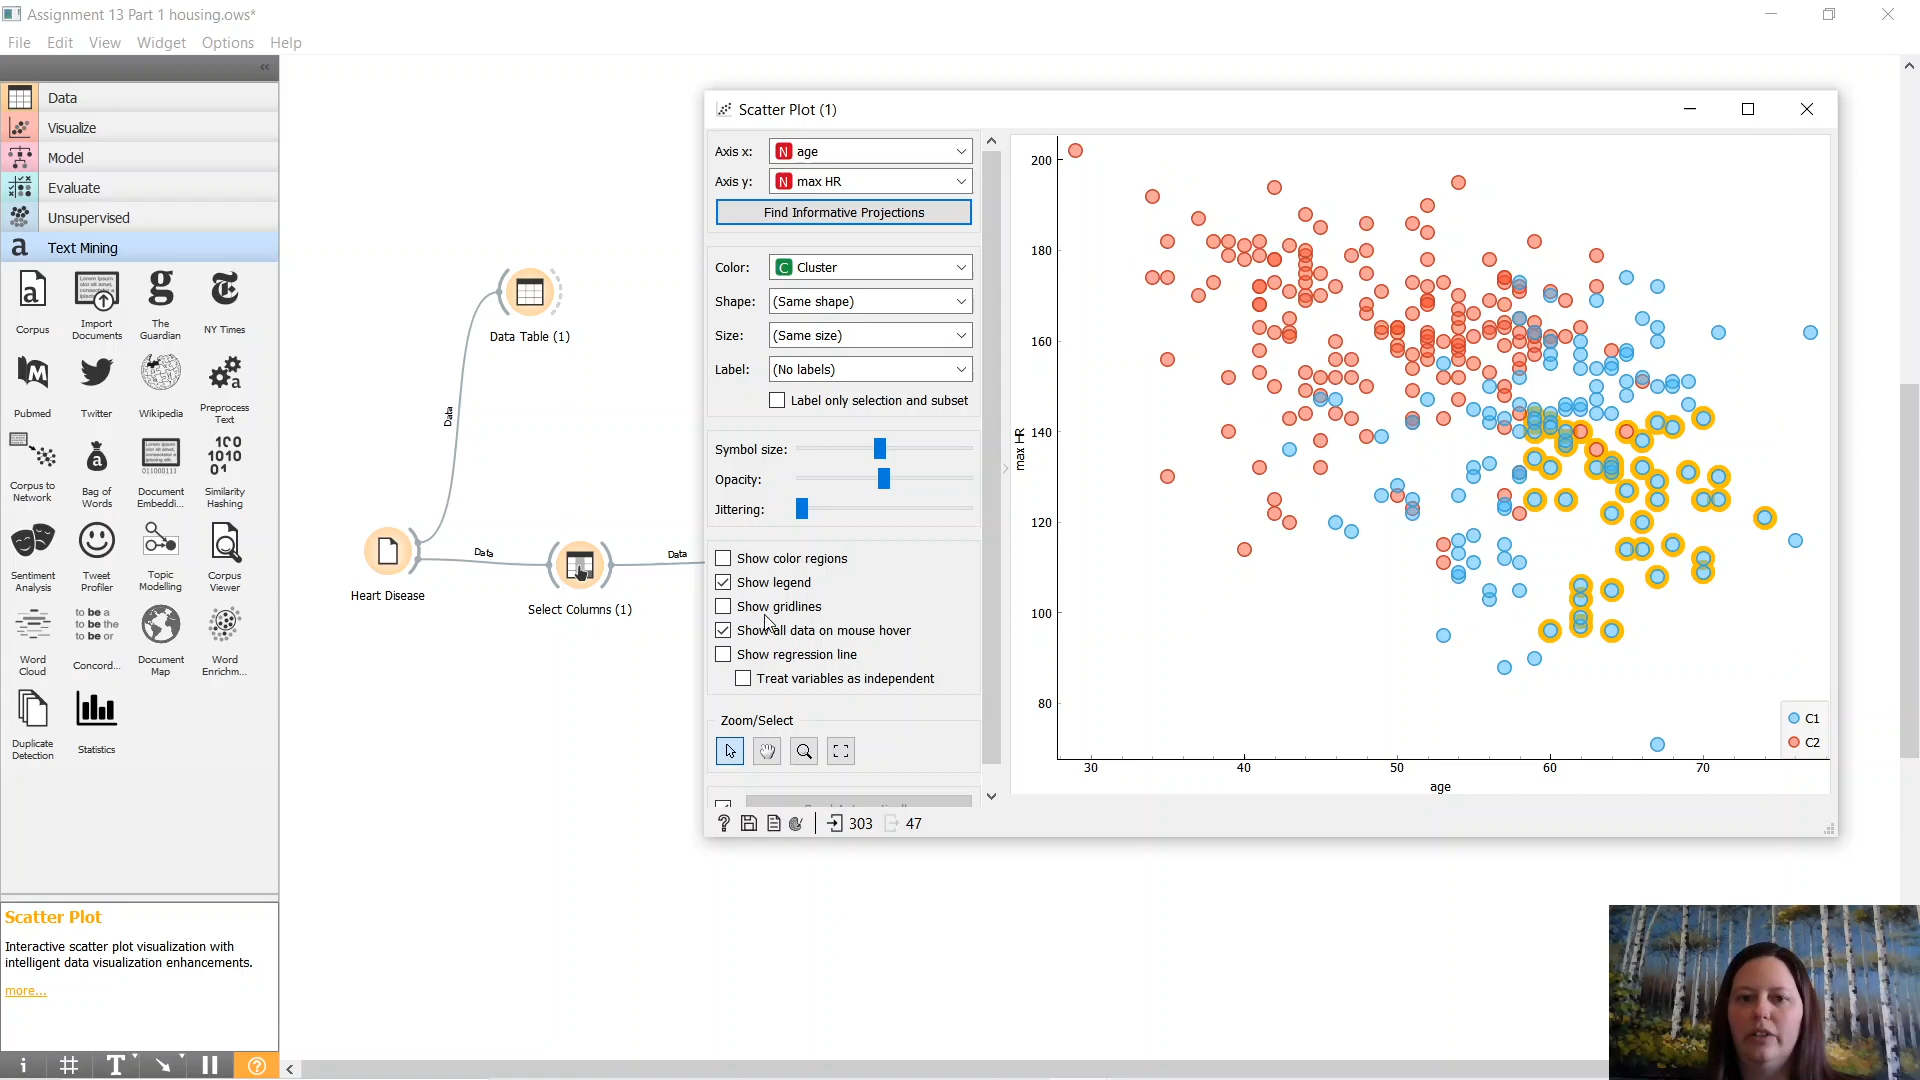 Assignment 13 Part 1 housing.ows*
File Edit View Widget Options Help
Data
Visualize
Model
Evaluate
Unsupervised
Text Mining
Corpus
Import Documents
The Guardian
NY Times
Pubmed
Twitter
Wikipedia
Preprocess Text
Corpus to Network
Bag of Words
Document Embeddi...
Similarity Hashing
Sentiment Analysis
Tweet Profiler
Topic Modelling
Corpus Viewer
Word Cloud
Concord...
Document Map
Word Enrichm...
Duplicate Detection
Statistics
Scatter Plot
Interactive scatter plot visualization with
intelligent data visualization enhancements.
more...
Data Table (1)
Data
Heart Disease
Data
Select Columns (1)
Data
Scatter Plot (1)
Axis x: N age
Axis y: N max HR
Find Informative Projections
Color: C Cluster
Shape: (Same shape)
Size: (Same size)
Label: (No labels)
Label only selection and subset
Symbol size:
Opacity:
Jittering:
Show color regions
Show legend
Show gridlines
Show all data on mouse hover
Show regression line
Treat variables as independent
Zoom/Select
303 47
max HR
200
180
160
140
120
100
80
30 40 50 60 70
age
C1
C2